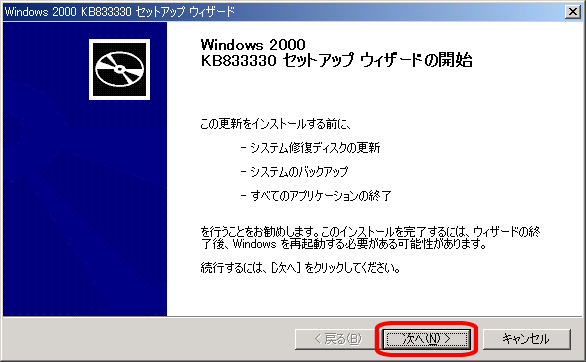 Windows 2000 KB833330 セットアップ ウィザード
Windows 2000
KB833330 セットアップ ウィザードの開始
この更新をインストールする前に、
- システム修復ディスクの更新
- システムのバックアップ
- すべてのアプリケーションの終了
を行うことをお勧めします。このインストールを完了するには、ウィザードの終
了後、Windows を再起動する必要がある可能性があります。
続行するには、[次へ] をクリックしてください。
< 戻る(B)
次へ(N) >
キャンセル